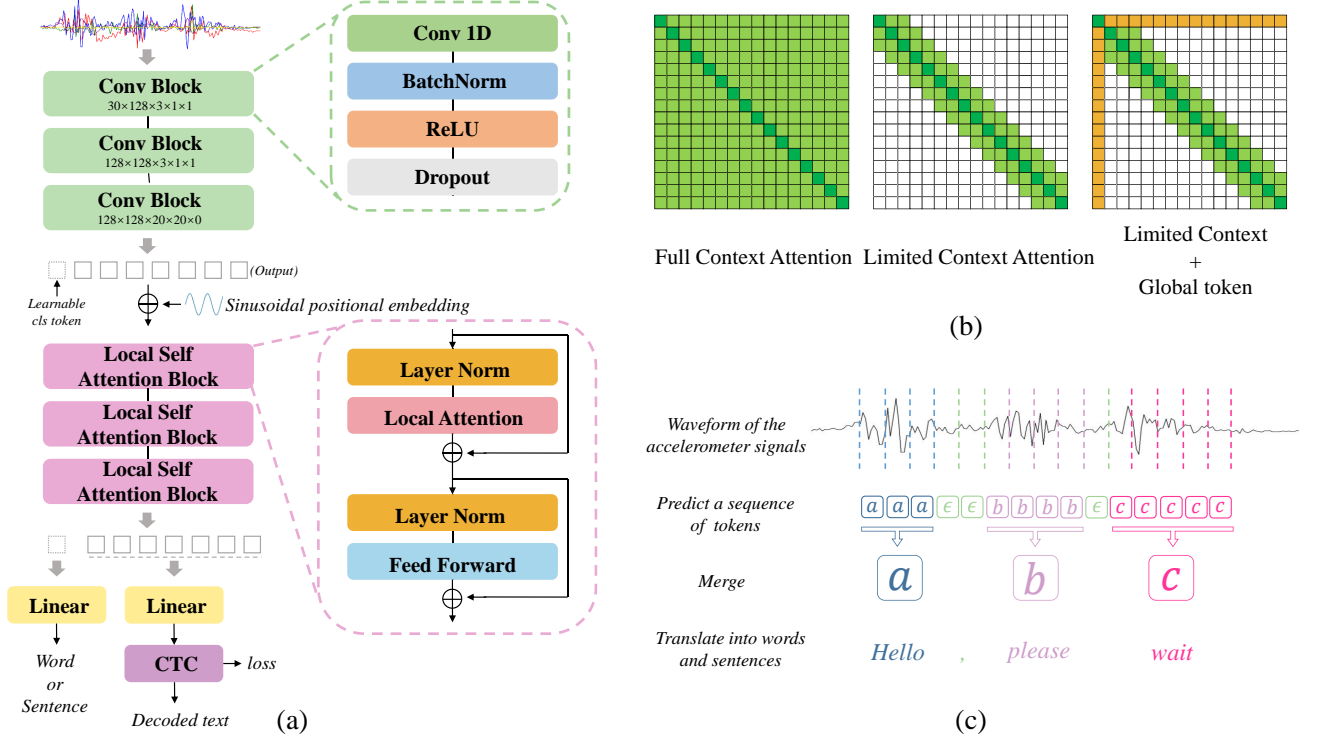 Conv Block
30×128×3×1×1
Conv Block
128×128×3×1×1
Conv Block
128×128×20×20×0
(Output)
Learnable
cls token
Sinusoidal positional embedding
Local Self
Attention Block
Local Self
Attention Block
Local Self
Attention Block
Linear
Linear
Word
or
Sentence
CTC
loss
Decoded text
Conv 1D
BatchNorm
ReLU
Dropout
Layer Norm
Local Attention
Layer Norm
Feed Forward
(a)
Full Context Attention
Limited Context Attention
Limited Context
+
Global token
(b)
Waveform of the
accelerometer signals
Predict a sequence
of tokens
a a a ϵ ϵ b b b b ϵ c c c c c
Merge
a b c
Translate into words
and sentences
Hello , please wait
(c)